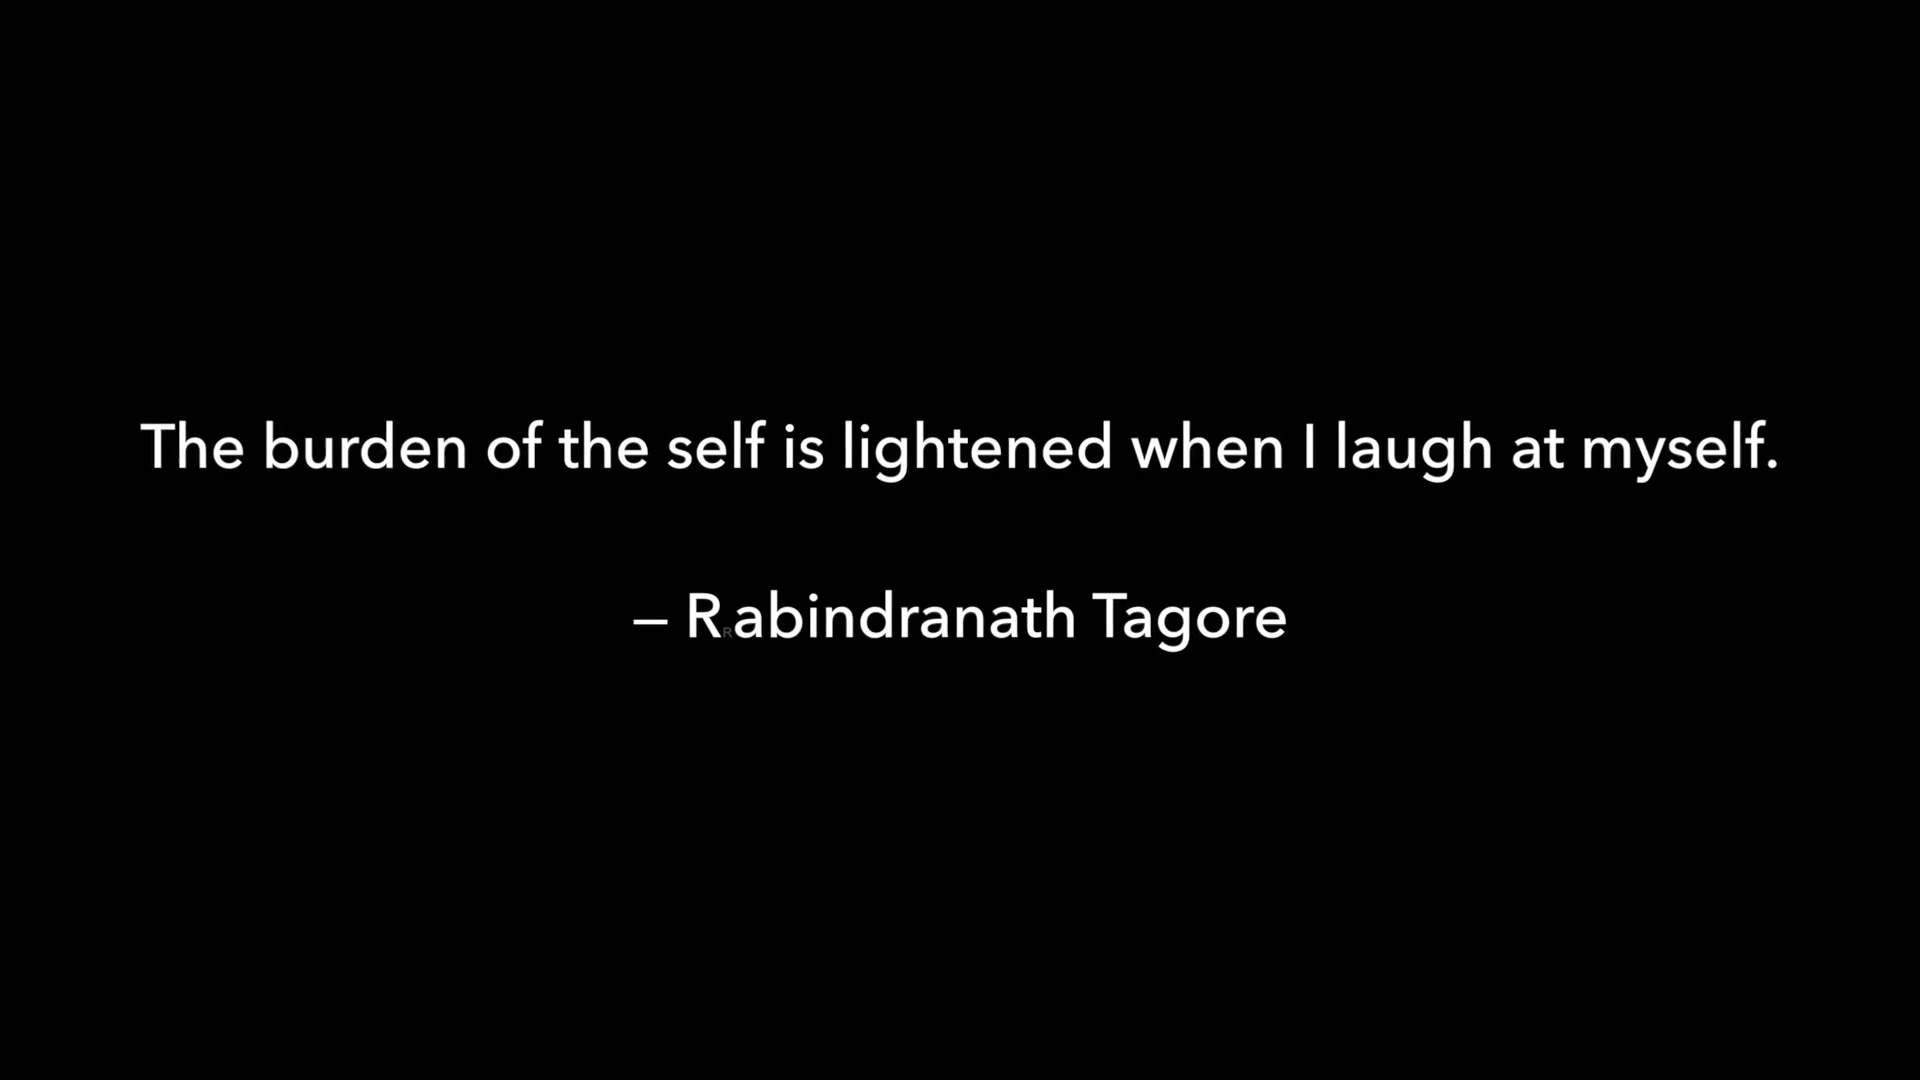 The burden of the self is lightened when I laugh at myself.
– Rabindranath Tagore